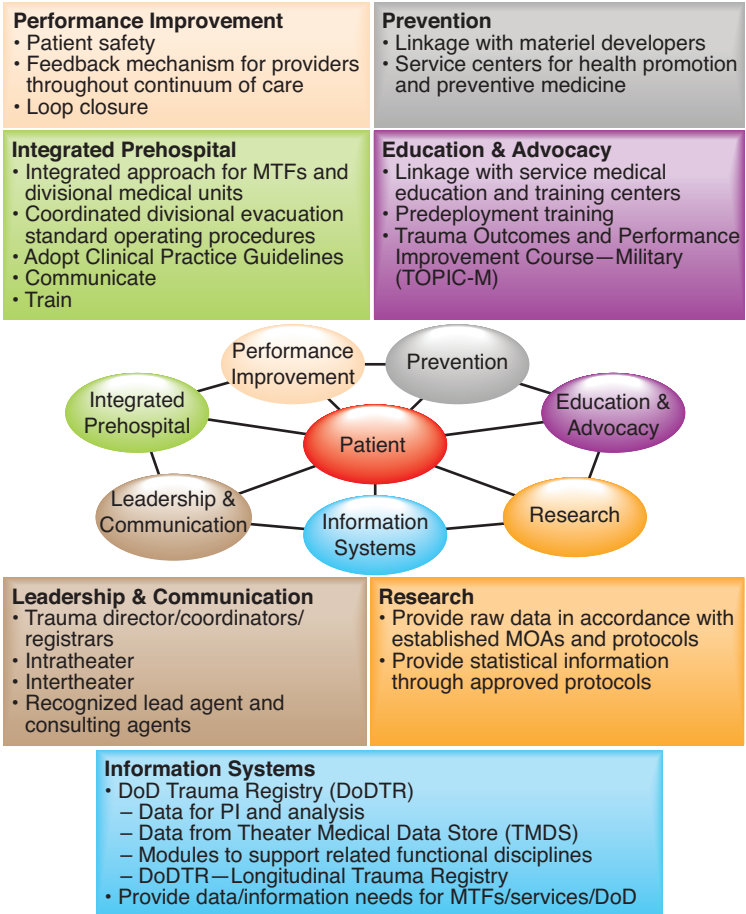 Performance Improvement
• Patient safety
• Feedback mechanism for providers
throughout continuum of care
• Loop closure
Prevention
• Linkage with materiel developers
• Service centers for health promotion
and preventive medicine
Integrated Prehospital
• Integrated approach for MTFs and
divisional medical units
• Coordinated divisional evacuation
standard operating procedures
• Adopt Clinical Practice Guidelines
• Communicate
• Train
Education & Advocacy
• Linkage with service medical
education and training centers
• Predeployment training
• Trauma Outcomes and Performance
Improvement Course—Military
(TOPIC-M)
Performance
Improvement
Prevention
Integrated
Prehospital
Education &
Advocacy
Patient
Leadership &
Communication
Information
Systems
Research
Leadership & Communication
• Trauma director/coordinators/
registrars
• Intratheater
• Intertheater
• Recognized lead agent and
consulting agents
Research
• Provide raw data in accordance with
established MOAs and protocols
• Provide statistical information
through approved protocols
Information Systems
• DoD Trauma Registry (DoDTR)
– Data for PI and analysis
– Data from Theater Medical Data Store (TMDS)
– Modules to support related functional disciplines
– DoDTR—Longitudinal Trauma Registry
• Provide data/information needs for MTFs/services/DoD